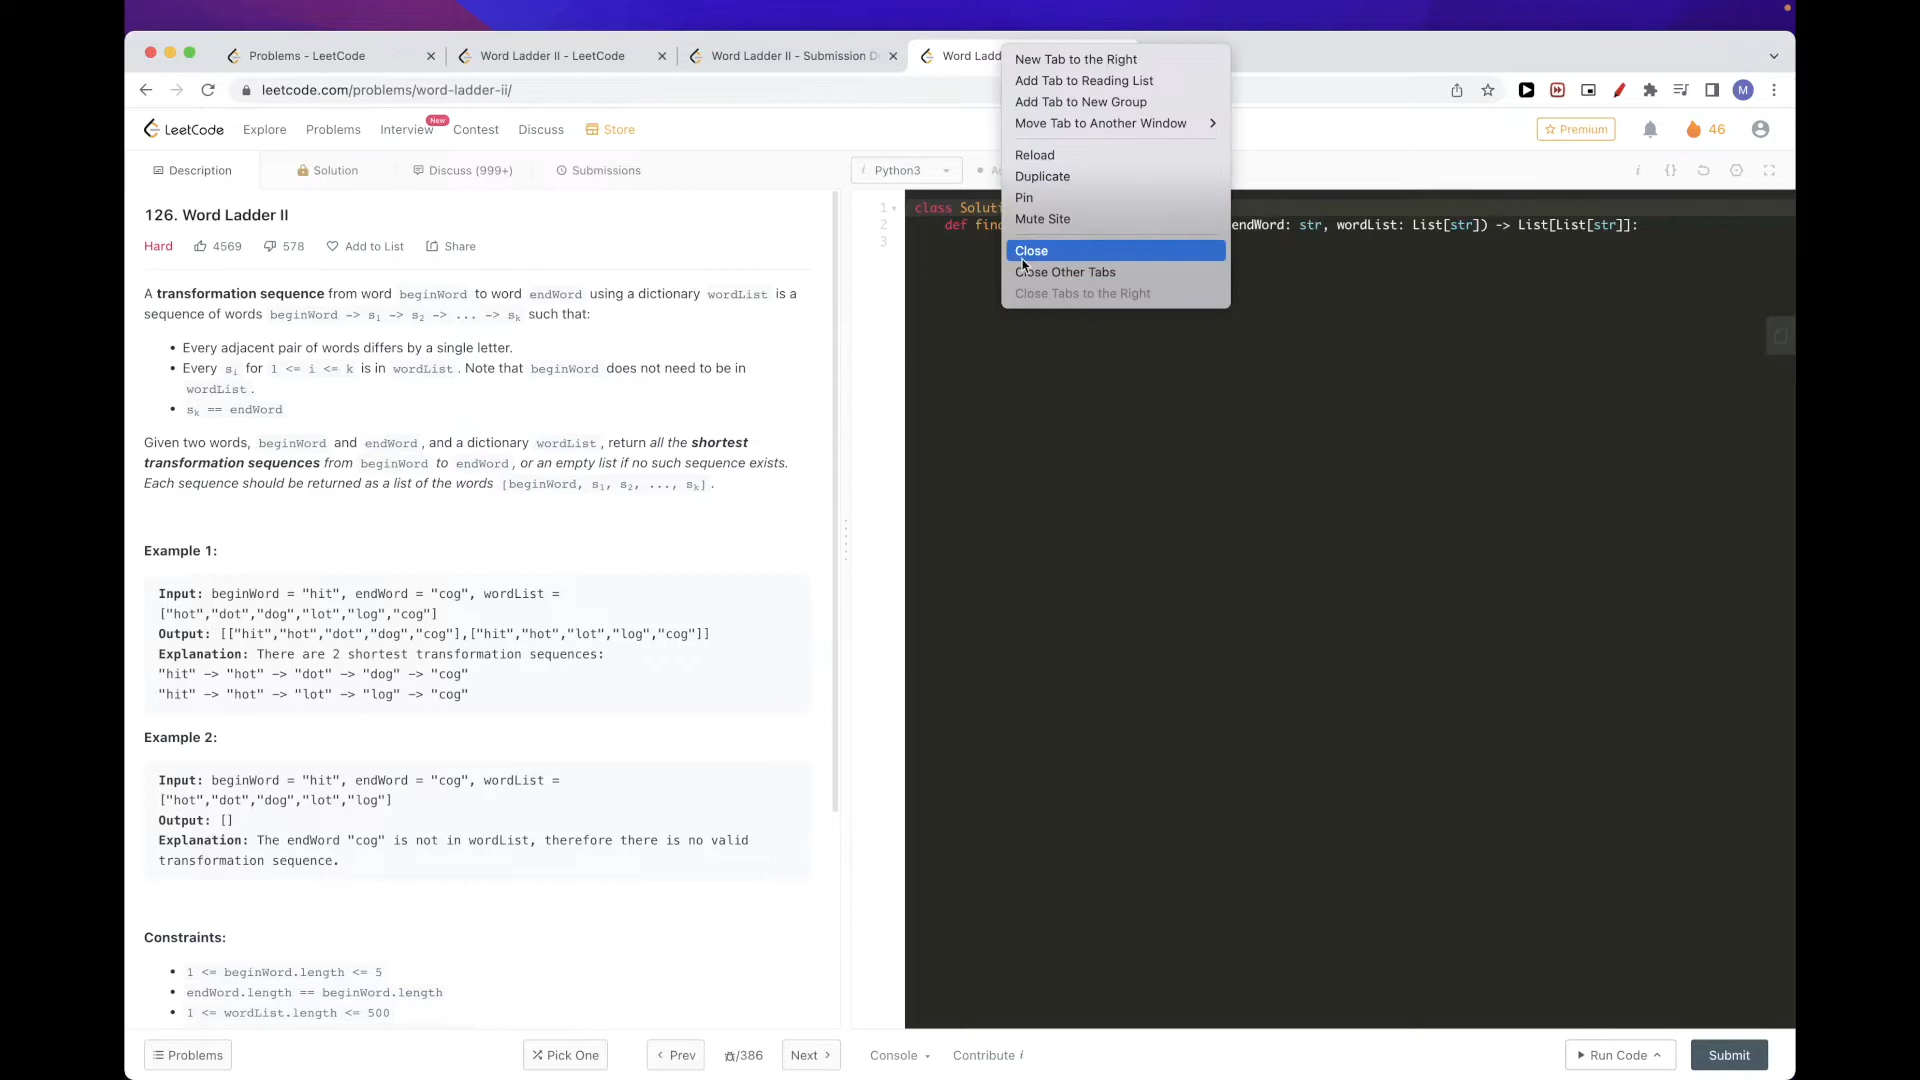 Problems - LeetCode
Word Ladder II - LeetCode
Word Ladder II - Submission D
Word Ladd
leetcode.com/problems/word-ladder-ii/
M
LeetCode
Explore
Problems
Interview
New
Contest
Discuss
Store
Premium
46
Description
Solution
Discuss (999+)
Submissions
i Python3
New Tab to the Right
Add Tab to Reading List
Add Tab to New Group
Move Tab to Another Window
Reload
Duplicate
Pin
Mute Site
Close
Close Other Tabs
Close Tabs to the Right
i {}
126. Word Ladder II
Hard
4569
578
Add to List
Share
A transformation sequence from word beginWord to word endWord using a dictionary wordList is a
sequence of words beginWord -> s1 -> s2 -> ... -> sk such that:
• Every adjacent pair of words differs by a single letter.
• Every si for 1 <= i <= k is in wordList. Note that beginWord does not need to be in
wordList.
• sk == endWord
Given two words, beginWord and endWord, and a dictionary wordList, return all the shortest
transformation sequences from beginWord to endWord, or an empty list if no such sequence exists.
Each sequence should be returned as a list of the words [beginWord, s1, s2, ..., sk].
Example 1:
Input: beginWord = "hit", endWord = "cog", wordList =
["hot","dot","dog","lot","log","cog"]
Output: [["hit","hot","dot","dog","cog"],["hit","hot","lot","log","cog"]]
Explanation: There are 2 shortest transformation sequences:
"hit" -> "hot" -> "dot" -> "dog" -> "cog"
"hit" -> "hot" -> "lot" -> "log" -> "cog"
Example 2:
Input: beginWord = "hit", endWord = "cog", wordList =
["hot","dot","dog","lot","log"]
Output: []
Explanation: The endWord "cog" is not in wordList, therefore there is no valid
transformation sequence.
Constraints:
• 1 <= beginWord.length <= 5
• endWord.length == beginWord.length
• 1 <= wordList.length <= 500
1 class Soluti
2 def find endWord: str, wordList: List[str]) -> List[List[str]]:
3
Problems
Pick One
Prev
/386
Next
Console
Contribute i
Run Code
Submit